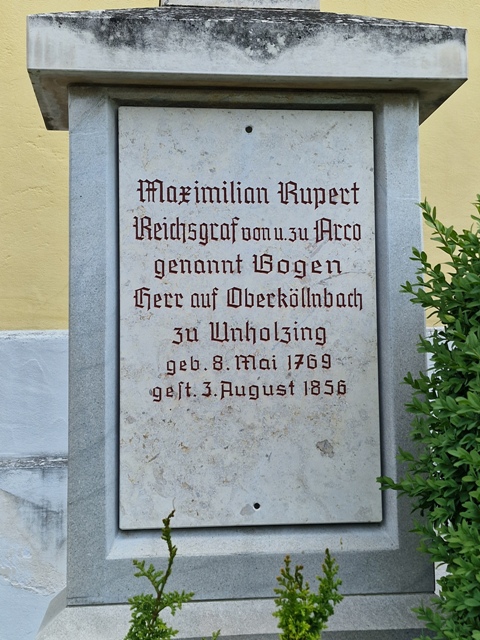 Maximilian Rupert
Reichsgraf von u. zu Arco
genannt Bogen
Herr auf Oberköllnbach
zu Unholzing
geb. 8. Mai 1769
gest. 3. August 1856